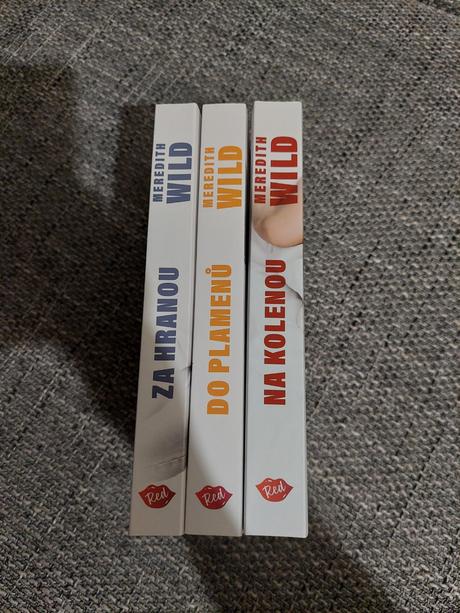 MEREDITH
WILD
ZA HRANOU
Red
MEREDITH
WILD
DO PLAMENŮ
Red
MEREDITH
WILD
NA KOLENOU
Red